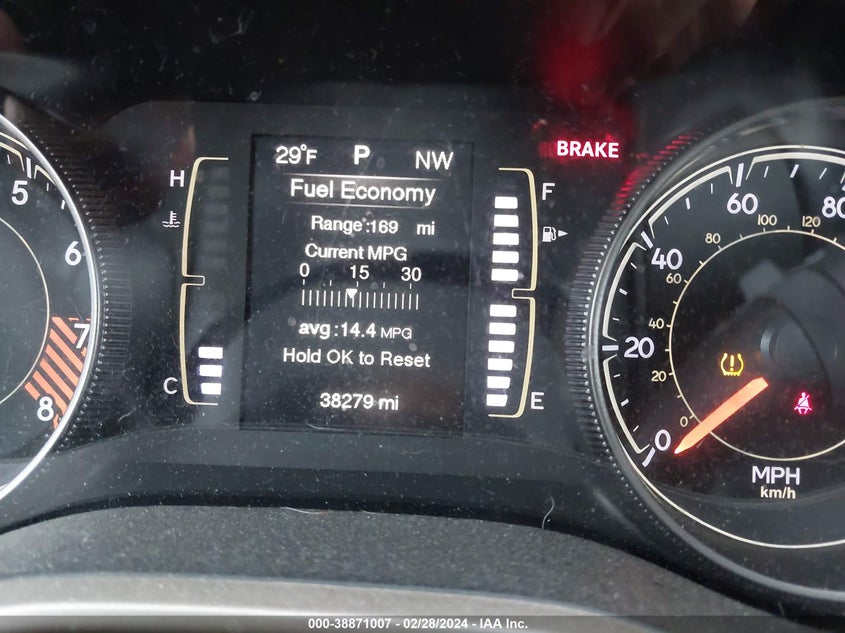 29°F P NW
BRAKE
H
F
Fuel Economy
Range:169 mi
Current MPG
0 15 30
avg:14.4 MPG
Hold OK to Reset
C
E
38279 mi
5
6
7
8
0
20
40
60
80
0
20
40
60
80
100
120
MPH
km/h
000-38871007 - 02/28/2024 - IAA Inc.